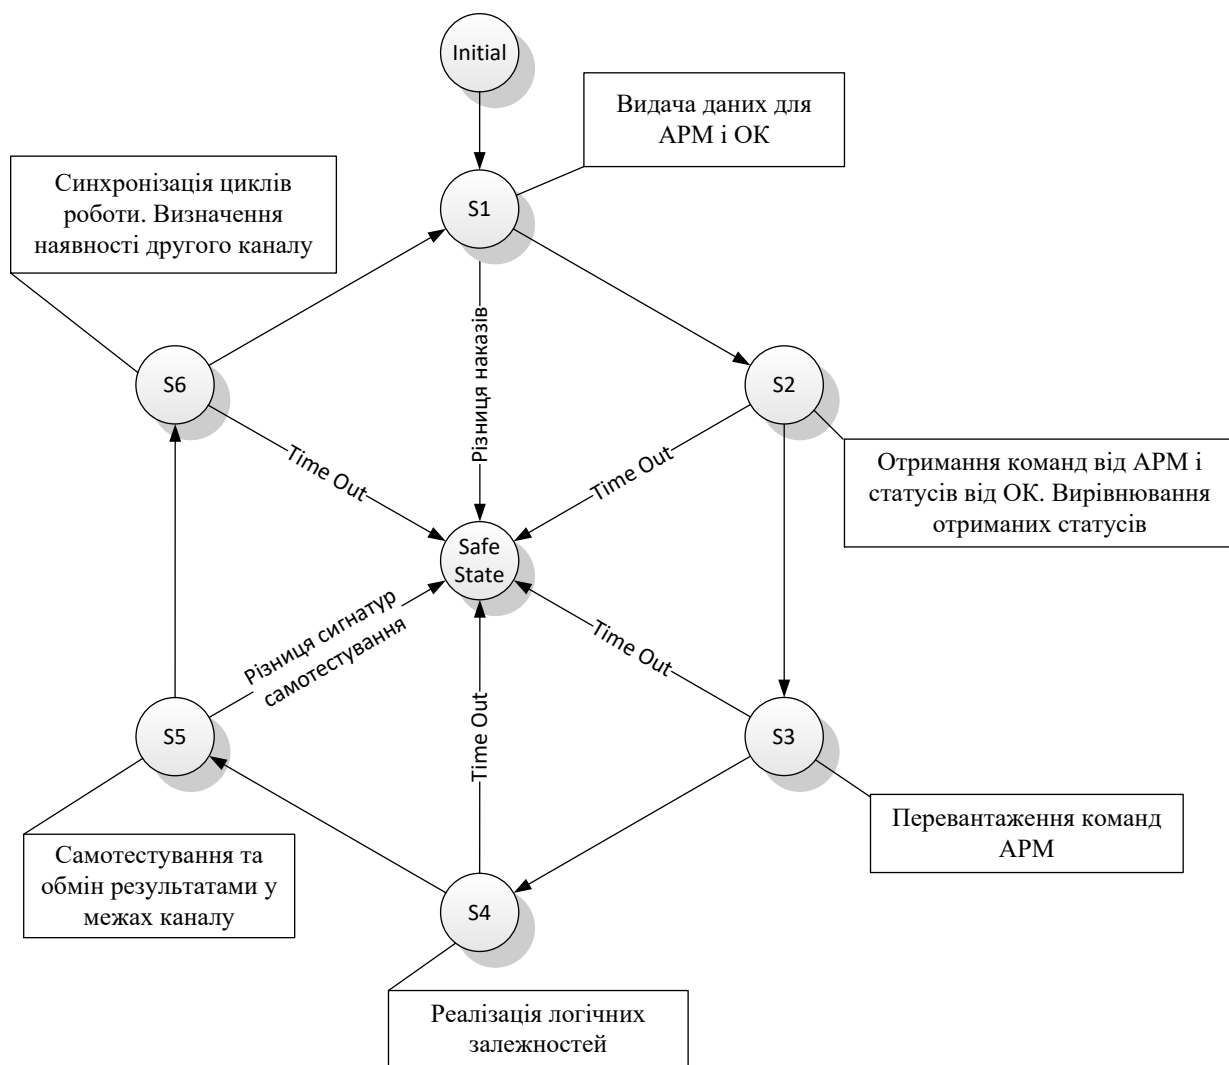 Initial
Видача даних для
АРМ і ОК
Синхронізація циклів
роботи. Визначення
наявності другого каналу
S1
Різниця наказів
S6
S2
Time Out
Time Out
Отримання команд від АРМ і
статусів від ОК. Вирівнювання
отриманих статусів
Safe
State
Різниця сигнатур
самотестування
Time Out
Time Out
S5
S3
Перевантаження команд
АРМ
Самотестування та
обмін результатами у
межах каналу
S4
Реалізація логічних
залежностей